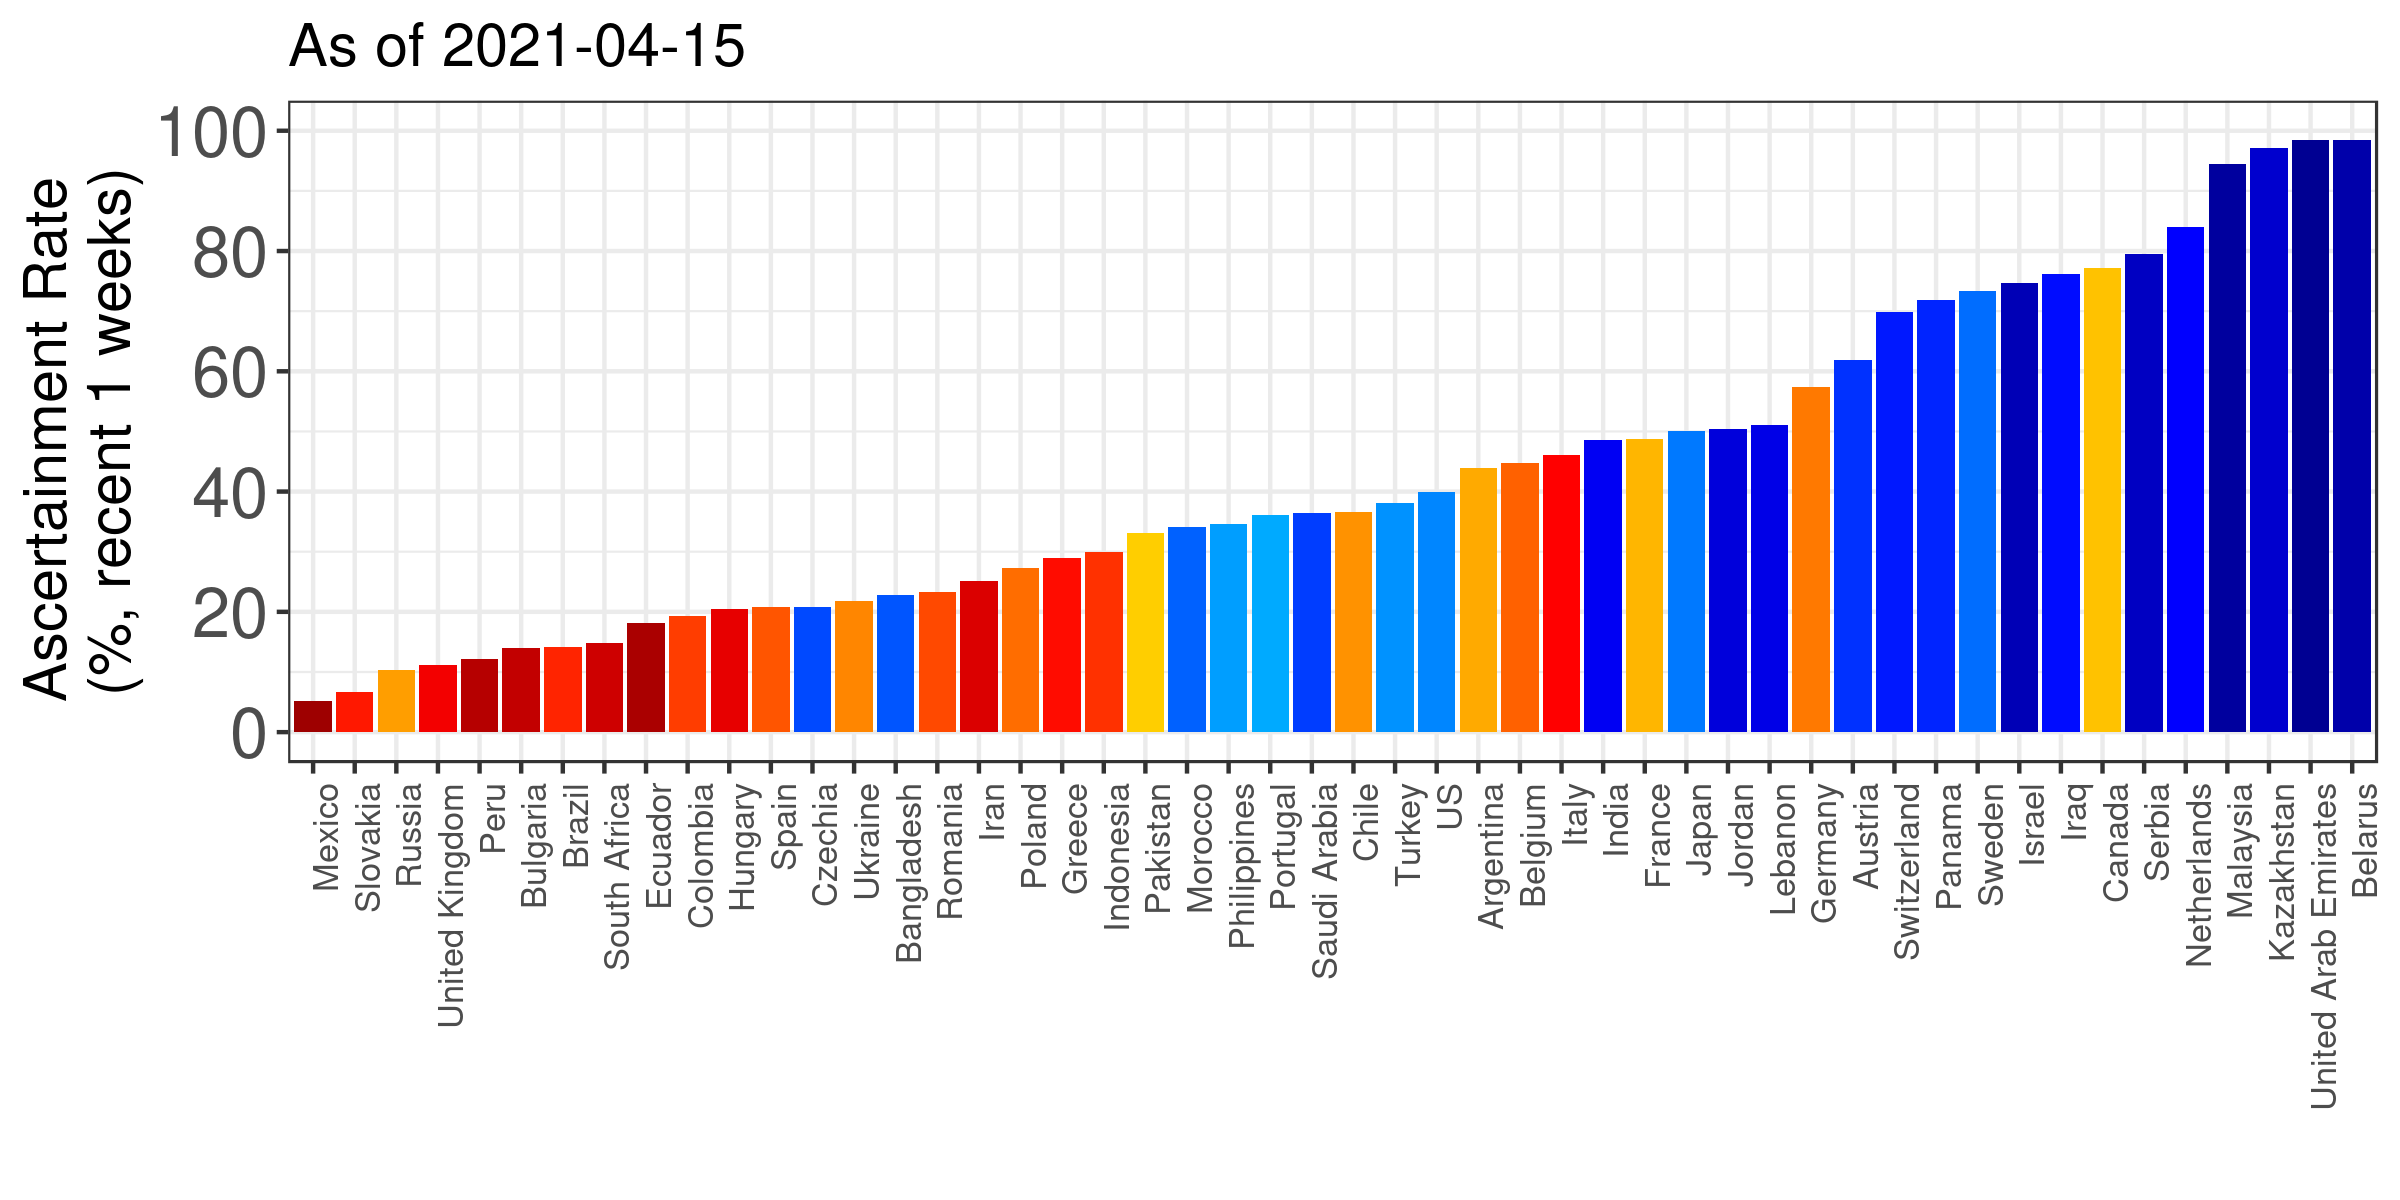 As of 2021-04-15
Ascertainment Rate
(%, recent 1 weeks)
100
80
60
40
20
0
Mexico
Slovakia
Russia
United Kingdom
Peru
Bulgaria
Brazil
South Africa
Ecuador
Colombia
Hungary
Spain
Czechia
Ukraine
Bangladesh
Romania
Iran
Poland
Greece
Indonesia
Pakistan
Morocco
Philippines
Portugal
Saudi Arabia
Chile
Turkey
US
Argentina
Belgium
Italy
India
France
Japan
Jordan
Lebanon
Germany
Austria
Switzerland
Panama
Sweden
Israel
Iraq
Canada
Serbia
Netherlands
Malaysia
Kazakhstan
United Arab Emirates
Belarus